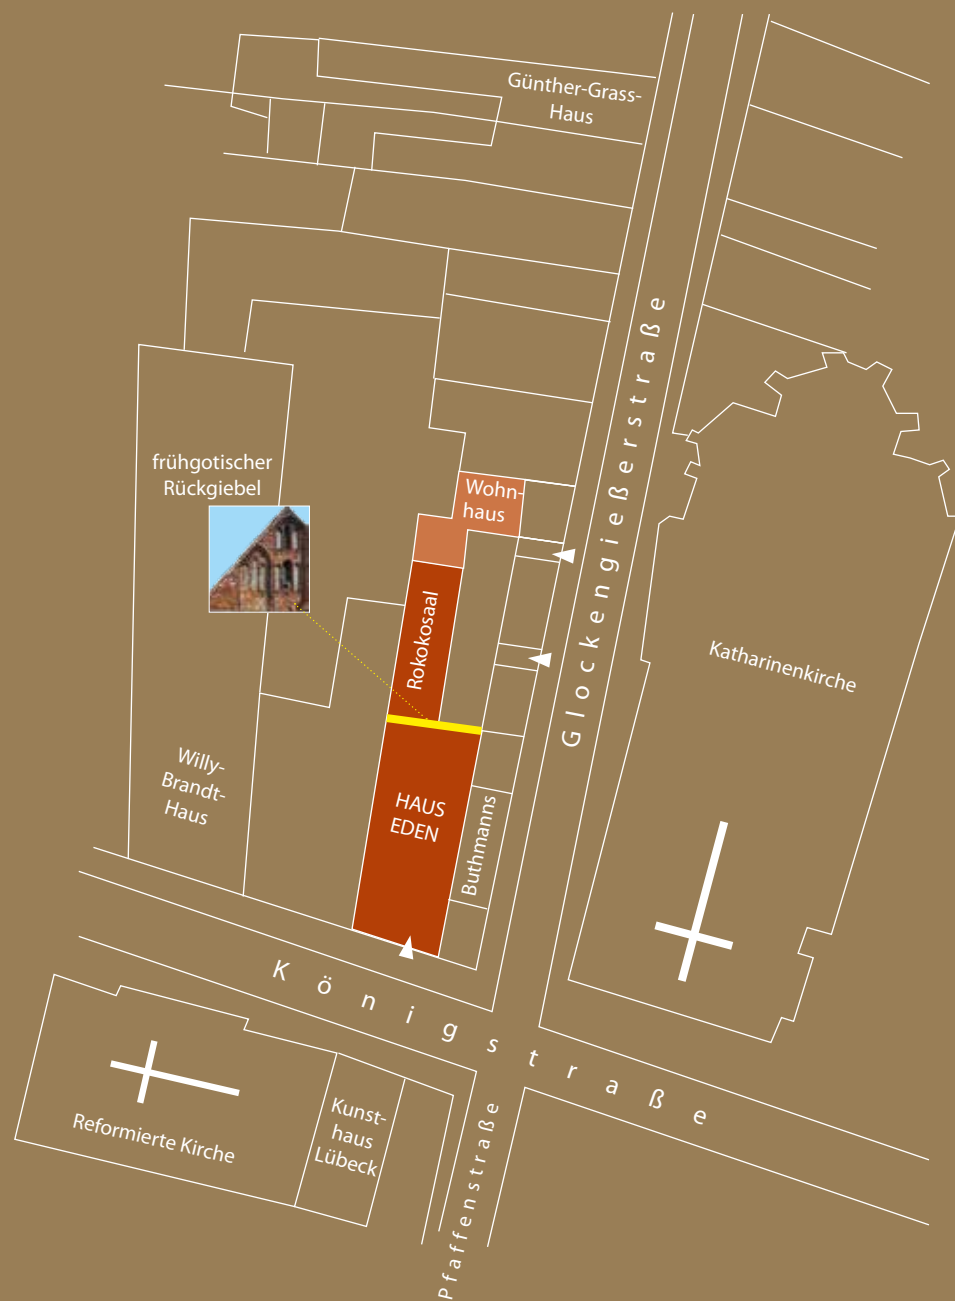 Günther-Grass-
Haus
Glockengießerstraße
frühgotischer
Rückgiebel
Wohn-
haus
Rokokosaal
Katharinenkirche
Willy-
Brandt-
Haus
HAUS
EDEN
Buthmanns
Königstraße
Reformierte Kirche
Kunst-
haus
Lübeck
Pfaffenstraße